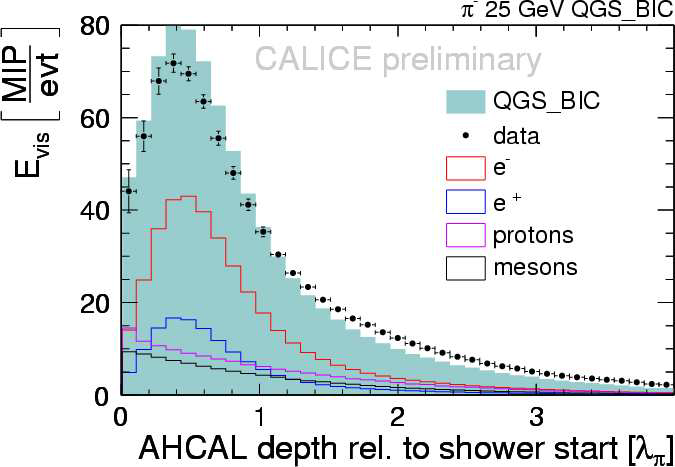 π⁻ 25 GeV QGS_BIC
CALICE preliminary
E_vis [MIP/evt]
80
60
40
20
0
QGS_BIC
data
e⁻
e⁺
protons
mesons
0 1 2 3
AHCAL depth rel. to shower start [λ_π]